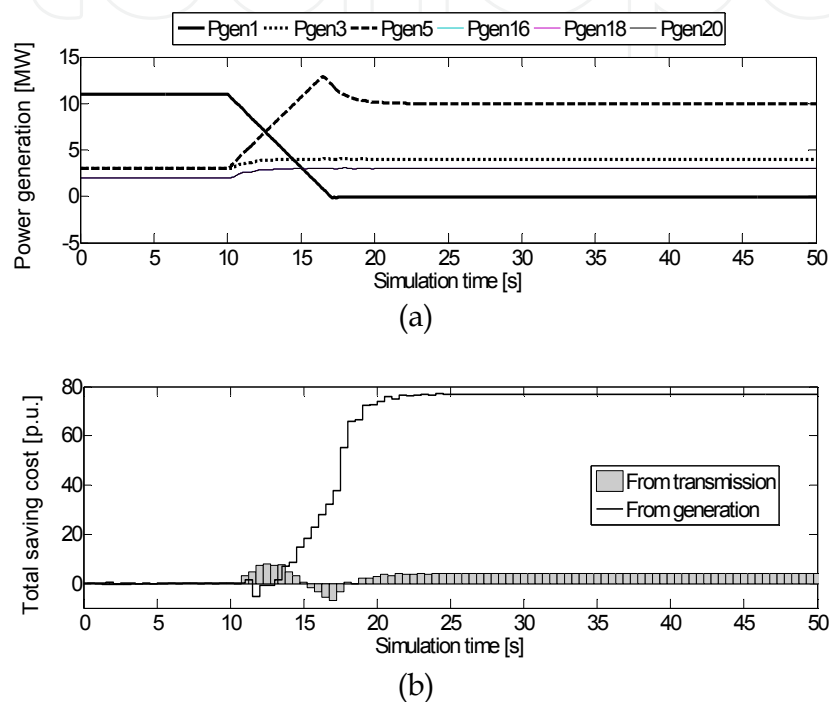 Pgen1 Pgen3 Pgen5 Pgen16 Pgen18 Pgen20
15
10
5
0
-5
Power generation [MW]
0 5 10 15 20 25 30 35 40 45 50
Simulation time [s]
(a)
80
60
40
20
0
Total saving cost [p.u.]
From transmission
From generation
0 5 10 15 20 25 30 35 40 45 50
Simulation time [s]
(b)